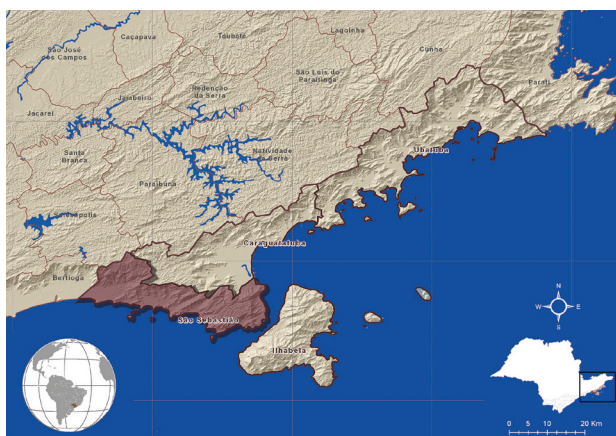 Caçapava
Taubaté
Lagoinha
São José
dos Campos
Cunha
Redenção
da Serra
São Luís do
Paraitinga
Parati
Jambeiro
Jacareí
Santa
Branca
Natividade
da Serra
Ubatuba
Paraibuna
Salesópolis
Caraguatatuba
Bertioga
São Sebastião
Ilhabela
N
W
E
S
0 5 10 20 Km